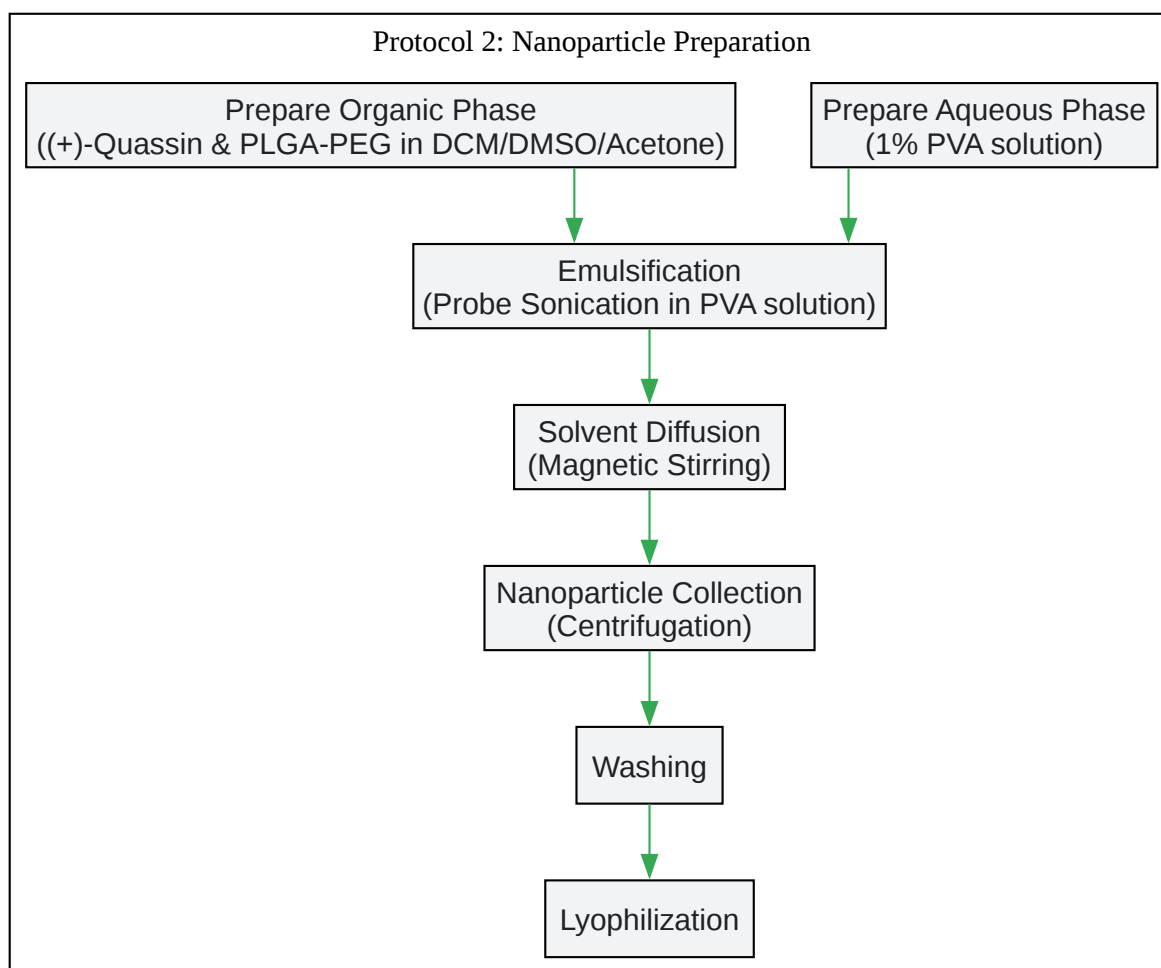 Protocol 2: Nanoparticle Preparation
Prepare Organic Phase
((+)-Quassin & PLGA-PEG in DCM/DMSO/Acetone)
Prepare Aqueous Phase
(1% PVA solution)
Emulsification
(Probe Sonication in PVA solution)
Solvent Diffusion
(Magnetic Stirring)
Nanoparticle Collection
(Centrifugation)
Washing
Lyophilization